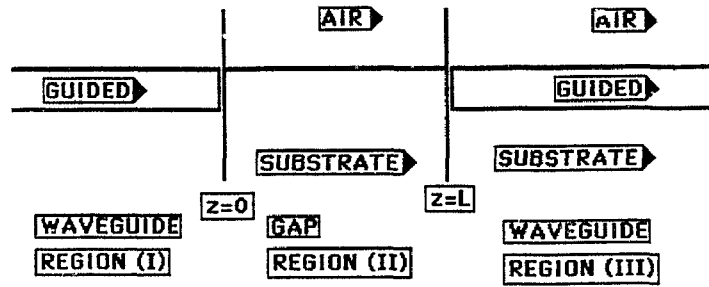 AIR AIR
GUIDED GUIDED
SUBSTRATE SUBSTRATE
z=0 z=L
WAVEGUIDE GAP WAVEGUIDE
REGION (I) REGION (II) REGION (III)